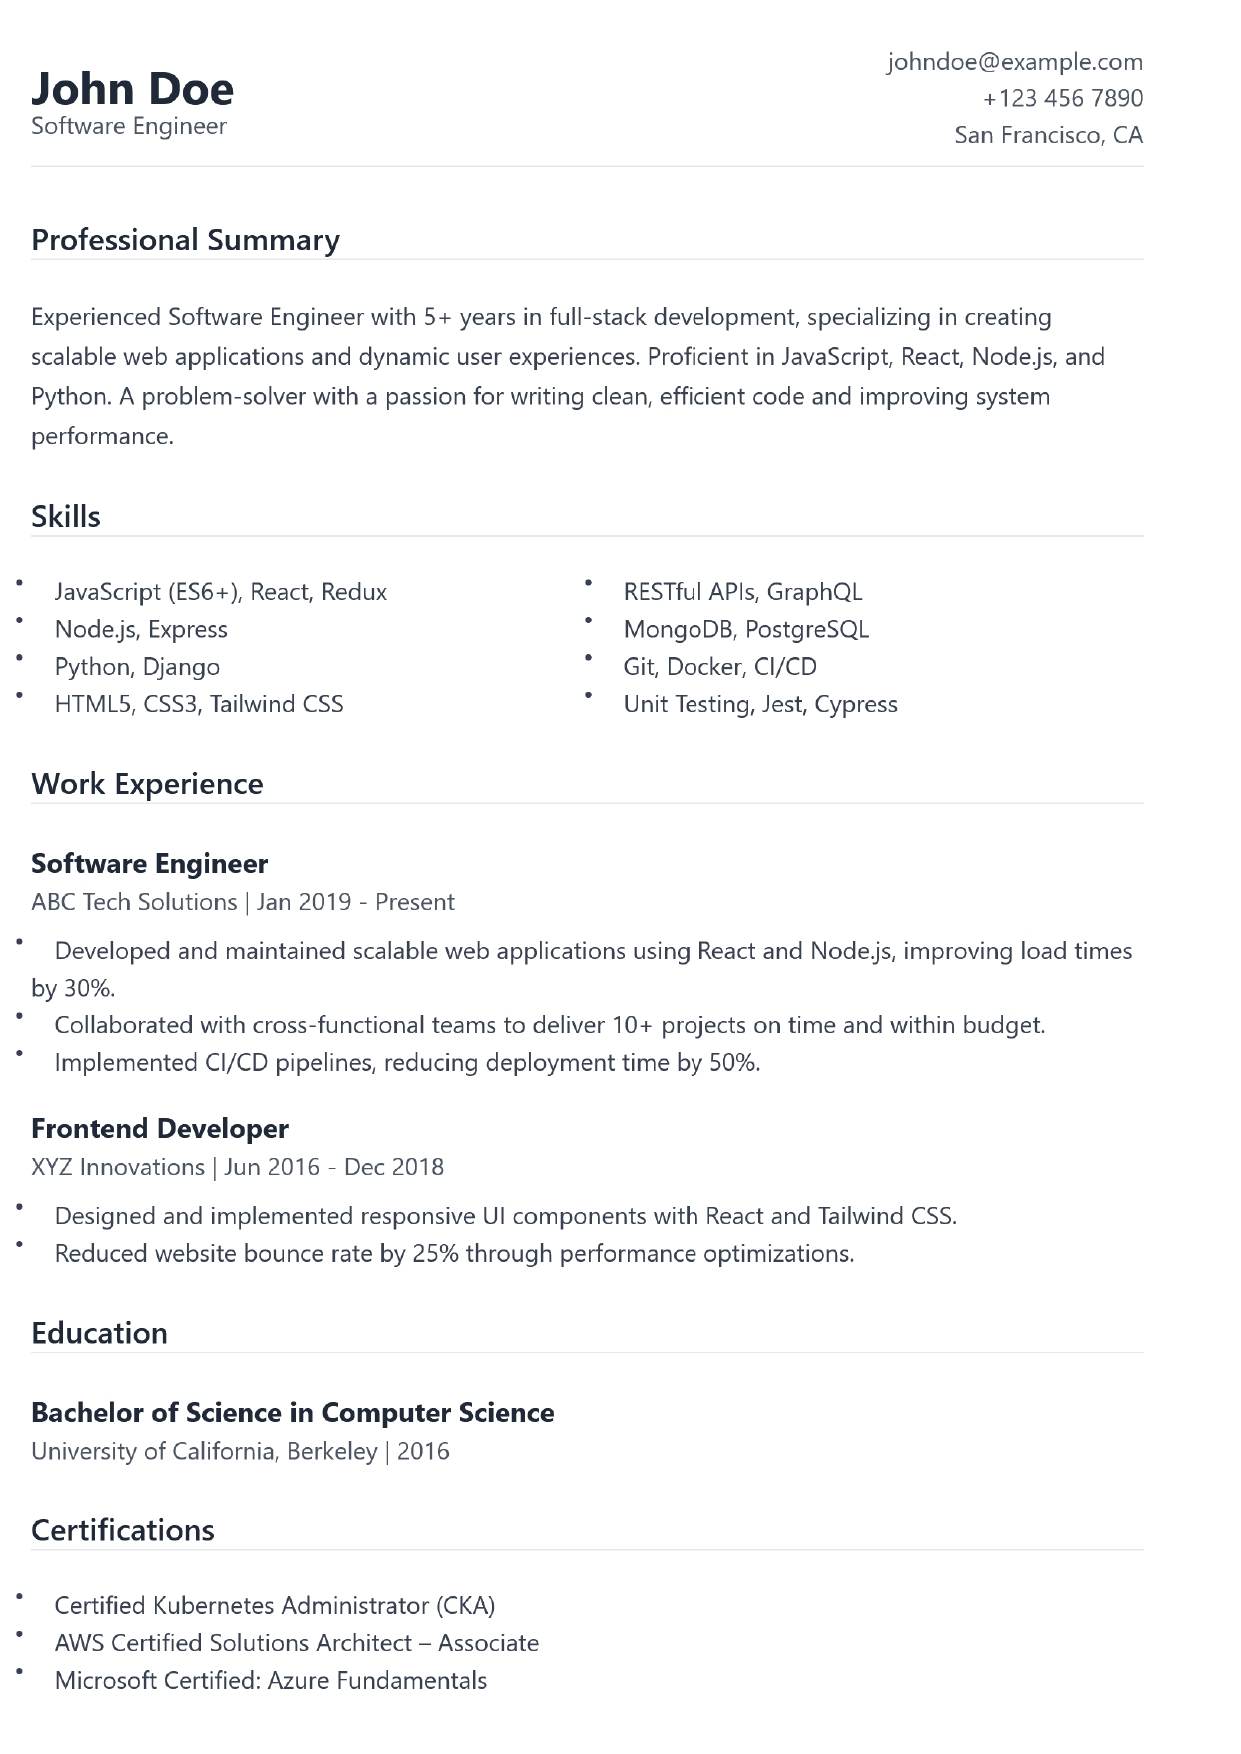 John Doe
Software Engineer
johndoe@example.com
+123 456 7890
San Francisco, CA
Professional Summary
Experienced Software Engineer with 5+ years in full-stack development, specializing in creating
scalable web applications and dynamic user experiences. Proficient in JavaScript, React, Node.js, and
Python. A problem-solver with a passion for writing clean, efficient code and improving system
performance.
Skills
• JavaScript (ES6+), React, Redux
• Node.js, Express
• Python, Django
• HTML5, CSS3, Tailwind CSS
• RESTful APIs, GraphQL
• MongoDB, PostgreSQL
• Git, Docker, CI/CD
• Unit Testing, Jest, Cypress
Work Experience
Software Engineer
ABC Tech Solutions | Jan 2019 - Present
• Developed and maintained scalable web applications using React and Node.js, improving load times
by 30%.
• Collaborated with cross-functional teams to deliver 10+ projects on time and within budget.
• Implemented CI/CD pipelines, reducing deployment time by 50%.
Frontend Developer
XYZ Innovations | Jun 2016 - Dec 2018
• Designed and implemented responsive UI components with React and Tailwind CSS.
• Reduced website bounce rate by 25% through performance optimizations.
Education
Bachelor of Science in Computer Science
University of California, Berkeley | 2016
Certifications
• Certified Kubernetes Administrator (CKA)
• AWS Certified Solutions Architect – Associate
• Microsoft Certified: Azure Fundamentals